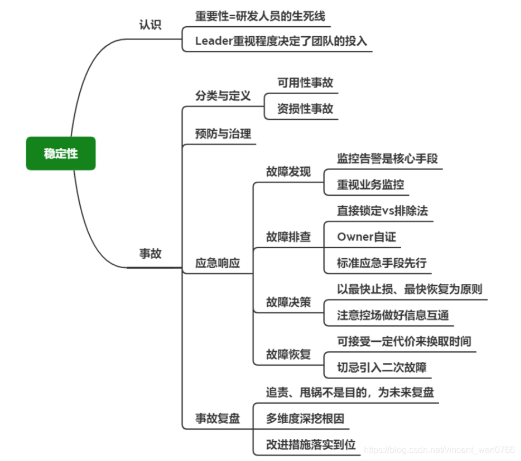 稳定性
认识
重要性=研发人员的生死线
Leader重视程度决定了团队的投入
事故
分类与定义
可用性事故
资损性事故
预防与治理
应急响应
故障发现
监控告警是核心手段
重视业务监控
故障排查
直接锁定vs排除法
Owner自证
标准应急手段先行
故障决策
以最快止损、最快恢复为原则
注意控场做好信息互通
故障恢复
可接受一定代价来换取时间
切忌引入二次故障
事故复盘
追责、甩锅不是目的，为未来复盘
多维度深挖根因
改进措施落实到位